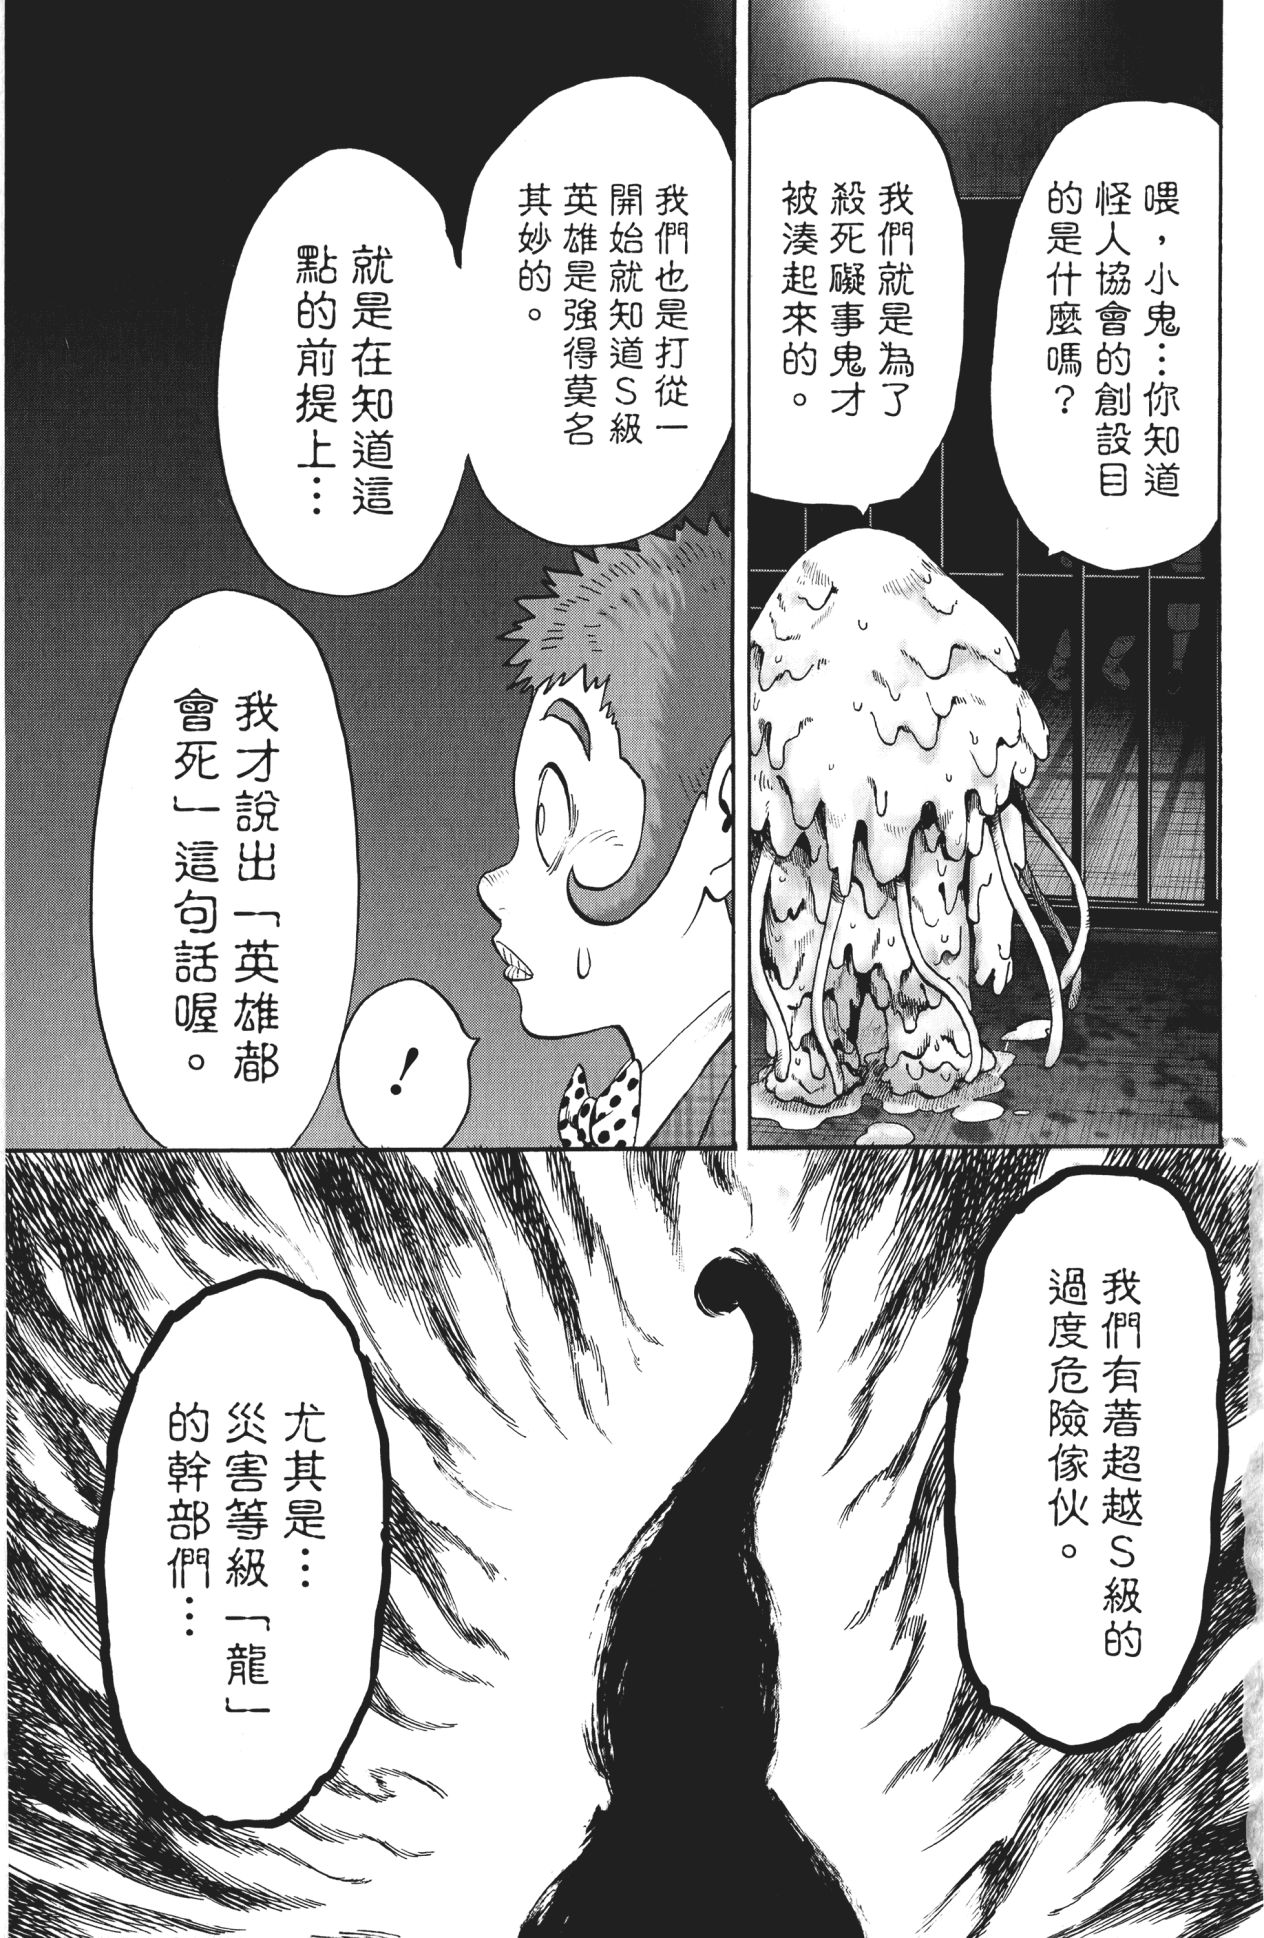 喂，小鬼…你知道
怪人協會的創設目
的是什麼嗎？
我們就是為了
殺死礙事鬼才
被湊起來的。
我們也是打從一
開始就知道Ｓ級
英雄是強得莫名
其妙的。
就是在知道這
點的前提上…
我才說出「英雄都
會死」這句話喔。
！
我們有著超越Ｓ級的
過度危險傢伙。
尤其是…
災害等級「龍」
的幹部們…